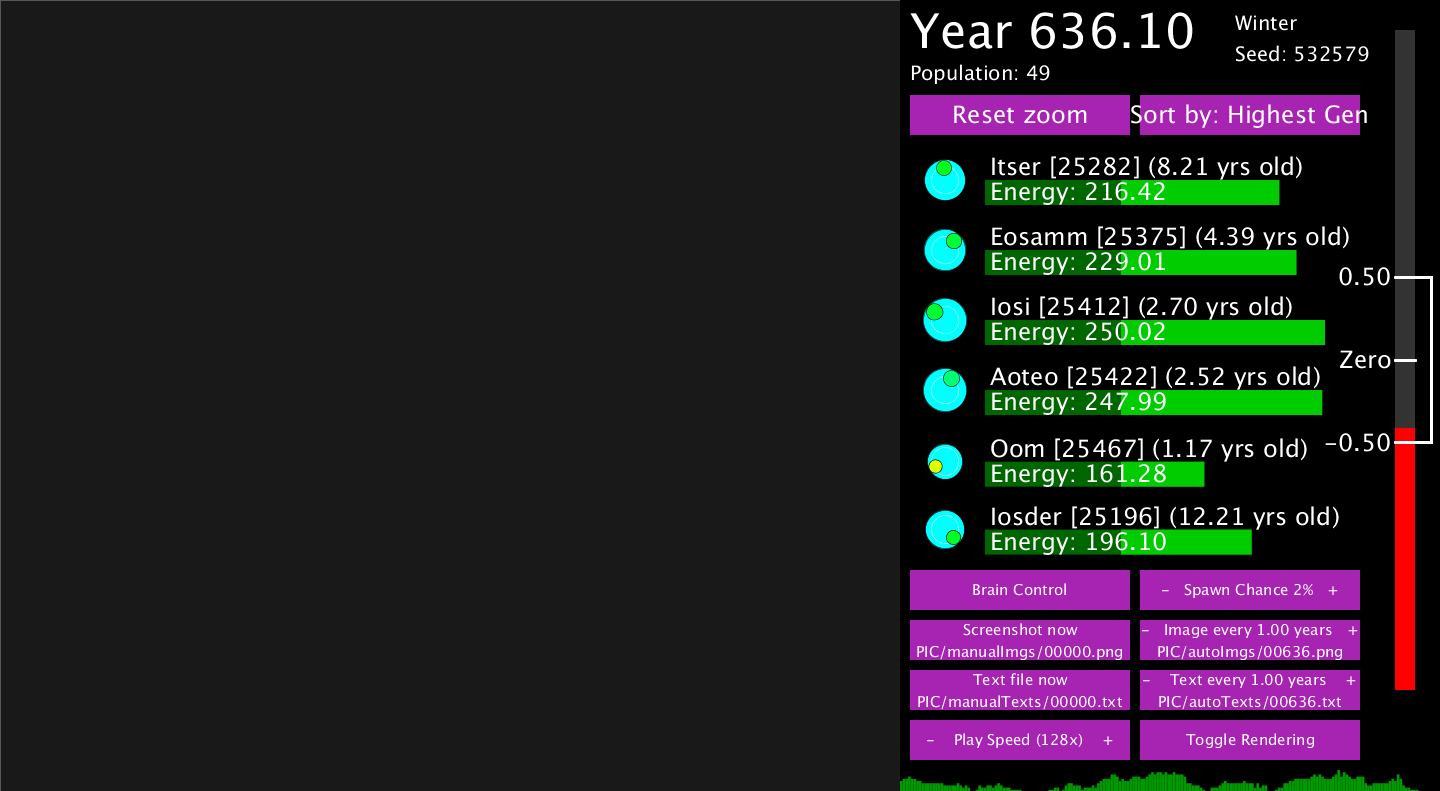 Year 636.10
Winter
Seed: 532579
Population: 49
Reset zoom
Sort by: Highest Gen
Itser [25282] (8.21 yrs old)
Energy: 216.42
Eosamm [25375] (4.39 yrs old)
Energy: 229.01
0.50
Iosi [25412] (2.70 yrs old)
Energy: 250.02
Zero
Aoteo [25422] (2.52 yrs old)
Energy: 247.99
-0.50
Oom [25467] (1.17 yrs old)
Energy: 161.28
Iosder [25196] (12.21 yrs old)
Energy: 196.10
Brain Control
- Spawn Chance 2% +
Screenshot now
PIC/manualImgs/00000.png
- Image every 1.00 years +
PIC/autoImgs/00636.png
Text file now
PIC/manualTexts/00000.txt
- Text every 1.00 years +
PIC/autoTexts/00636.txt
- Play Speed (128x) +
Toggle Rendering